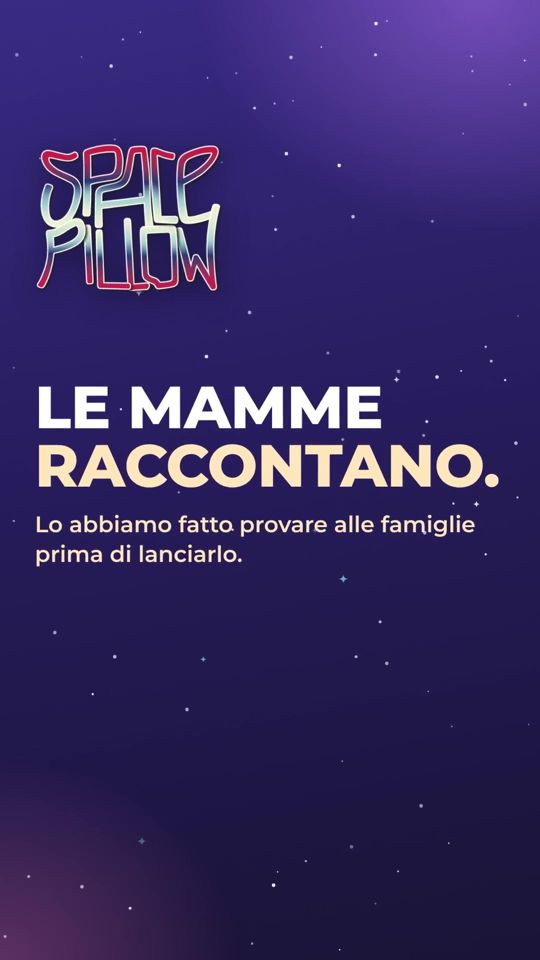 SPACE
PILLOW
LE MAMME
RACCONTANO.
Lo abbiamo fatto provare alle famiglie
prima di lanciarlo.